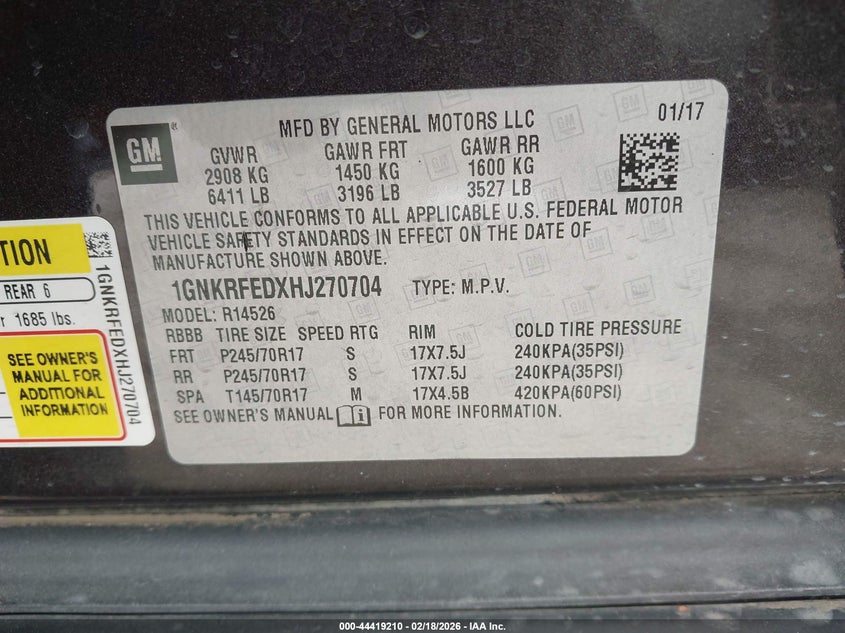 GM
®
MFD BY GENERAL MOTORS LLC
01/17
GVWR GAWR FRT GAWR RR
2908 KG 1450 KG 1600 KG
6411 LB 3196 LB 3527 LB
THIS VEHICLE CONFORMS TO ALL APPLICABLE U.S. FEDERAL MOTOR
VEHICLE SAFETY STANDARDS IN EFFECT ON THE DATE OF
MANUFACTURE SHOWN ABOVE.
1GNKRFEDXHJ270704 TYPE: M.P.V.
MODEL: R14526
RBBB TIRE SIZE SPEED RTG RIM COLD TIRE PRESSURE
FRT P245/70R17 S 17X7.5J 240KPA(35PSI)
RR P245/70R17 S 17X7.5J 240KPA(35PSI)
SPA T145/70R17 M 17X4.5B 420KPA(60PSI)
SEE OWNER'S MANUAL FOR MORE INFORMATION.
REAR 6
1685 lbs.
SEE OWNER'S
MANUAL FOR
ADDITIONAL
INFORMATION
1GNKRFEDXHJ270704
000-44419210 - 02/18/2026 - IAA Inc.